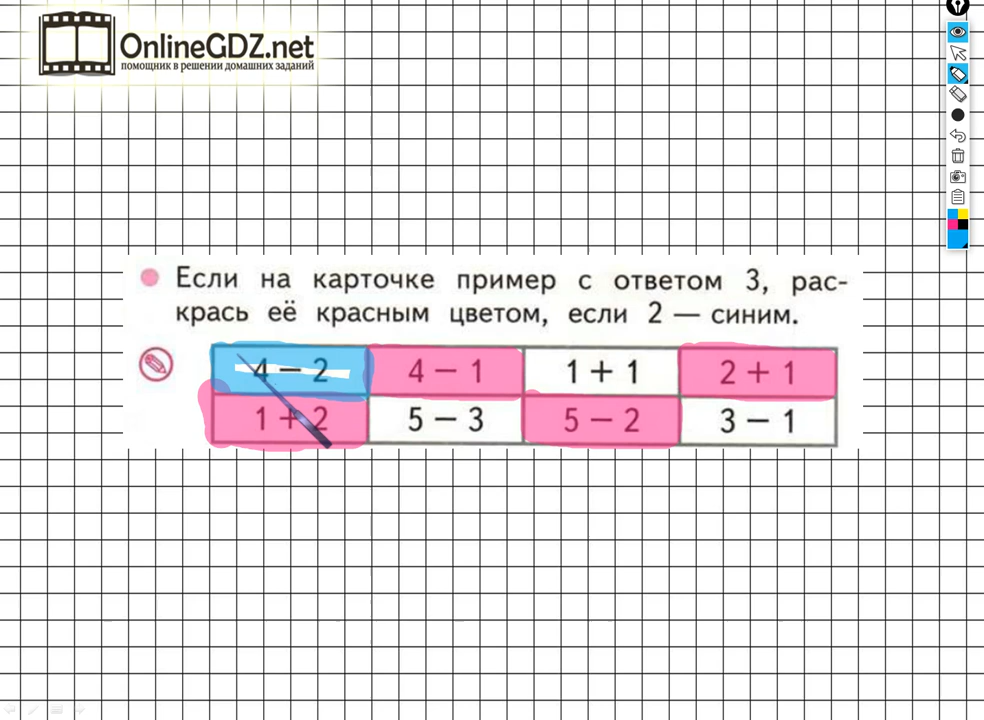 OnlineGDZ.net
помощник в решении домашних заданий
Если на карточке пример с ответом 3, рас-
крась её красным цветом, если 2 — синим.
4 − 2 4 − 1 1 + 1 2 + 1
1 + 2 5 − 3 5 − 2 3 − 1